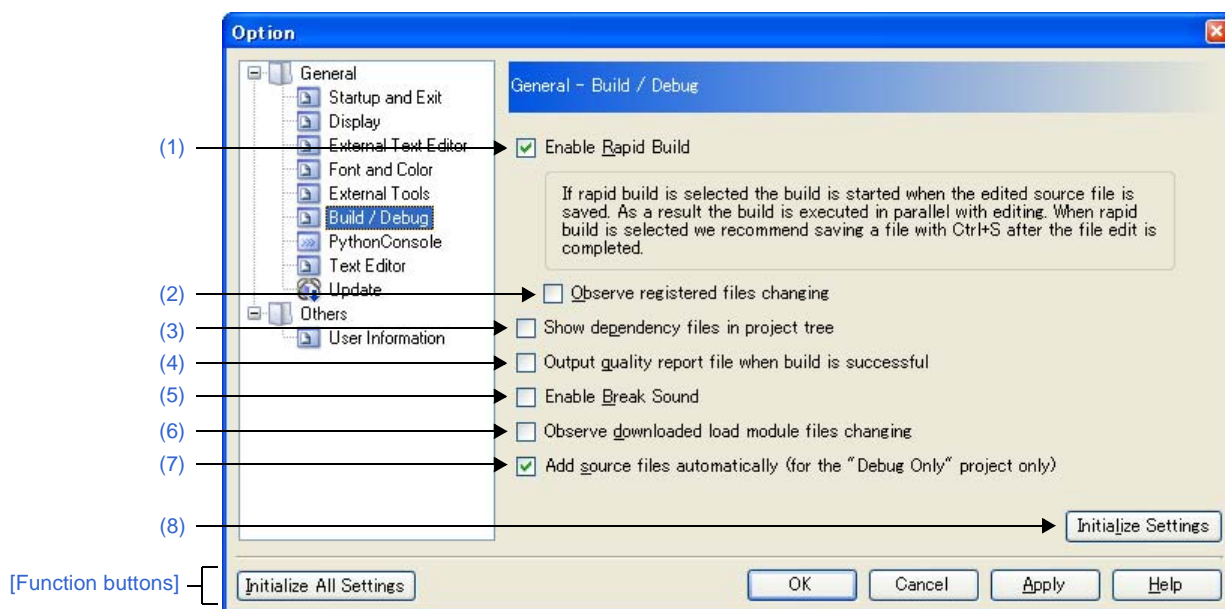 Option
General
Startup and Exit
Display
External Text Editor
Font and Color
External Tools
Build / Debug
PythonConsole
Text Editor
Update
Others
User Information
General - Build / Debug
(1)
Enable Rapid Build
If rapid build is selected the build is started when the edited source file is
saved. As a result the build is executed in parallel with editing. When rapid
build is selected we recommend saving a file with Ctrl+S after the file edit is
completed.
(2)
Observe registered files changing
(3)
Show dependency files in project tree
(4)
Output quality report file when build is successful
(5)
Enable Break Sound
(6)
Observe downloaded load module files changing
(7)
Add source files automatically (for the "Debug Only" project only)
(8)
Initialize Settings
[Function buttons]
Initialize All Settings
OK
Cancel
Apply
Help